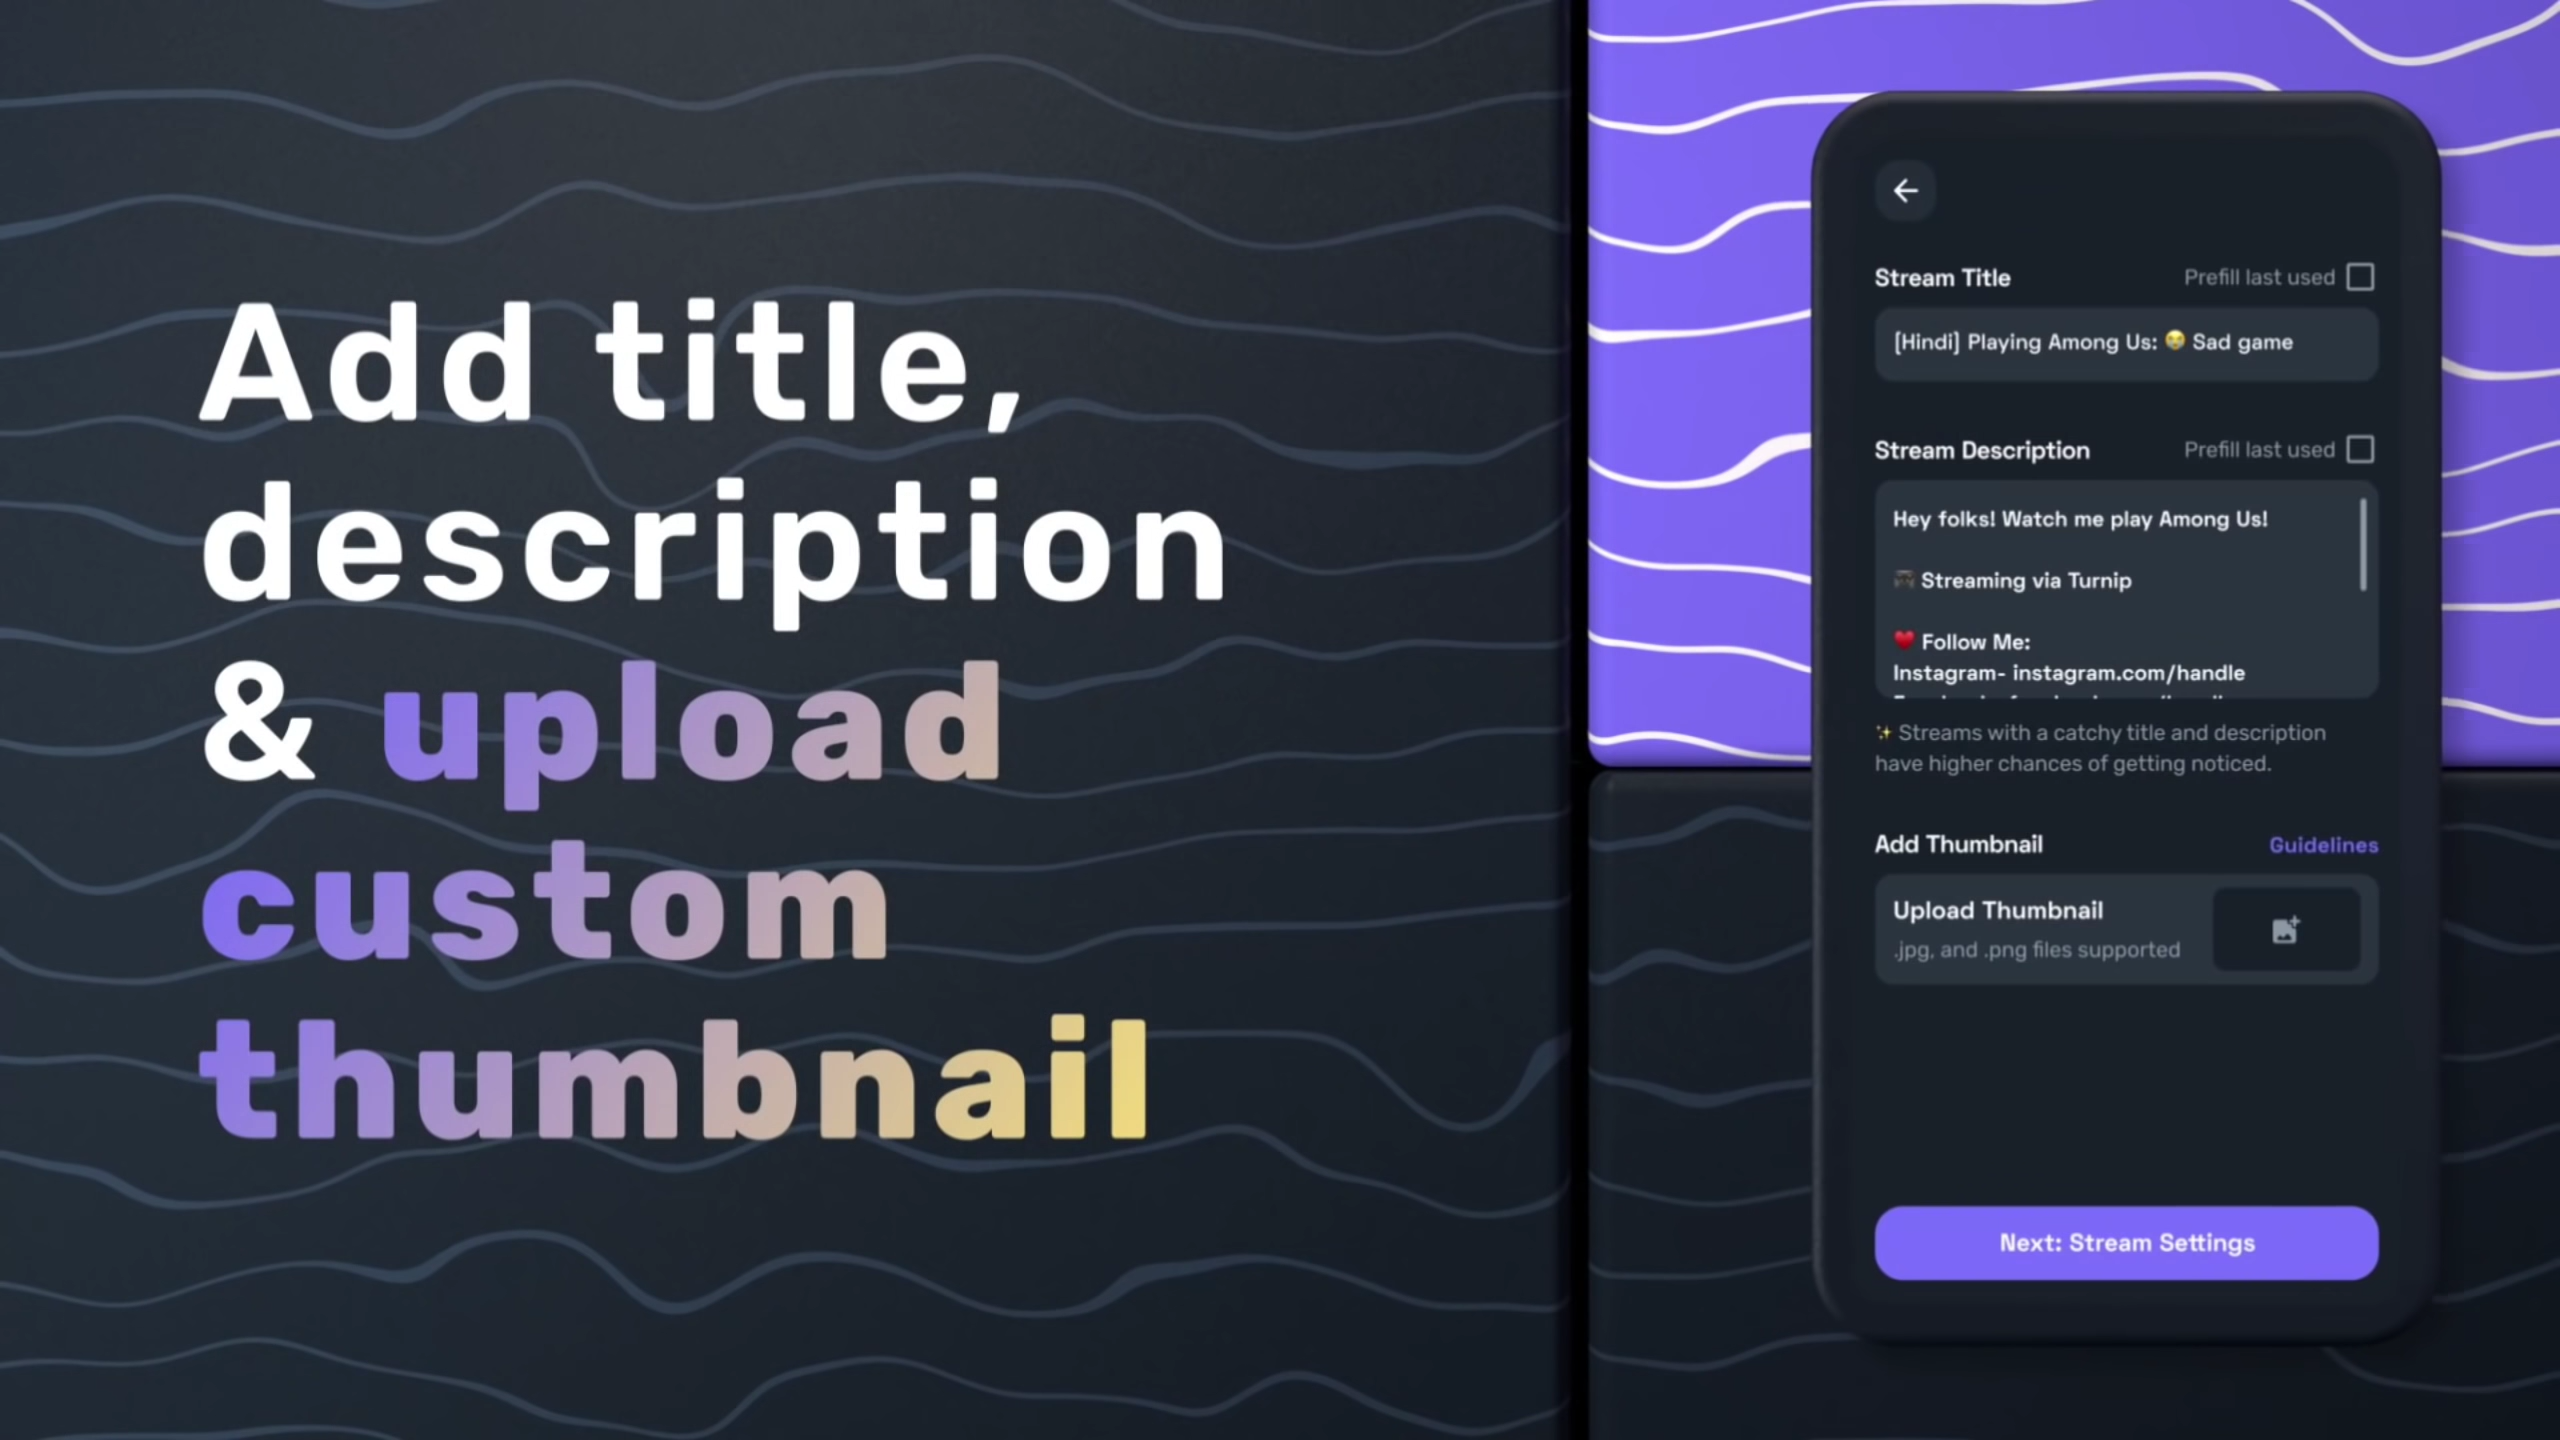 Add title,
description
& upload
custom
thumbnail
Stream Title
Prefill last used
[Hindi] Playing Among Us: 😭 Sad game
Stream Description
Prefill last used
Hey folks! Watch me play Among Us!
🎮 Streaming via Turnip
♥️ Follow Me:
Instagram- instagram.com/handle
✨ Streams with a catchy title and description
have higher chances of getting noticed.
Add Thumbnail
Guidelines
Upload Thumbnail
.jpg, and .png files supported
Next: Stream Settings